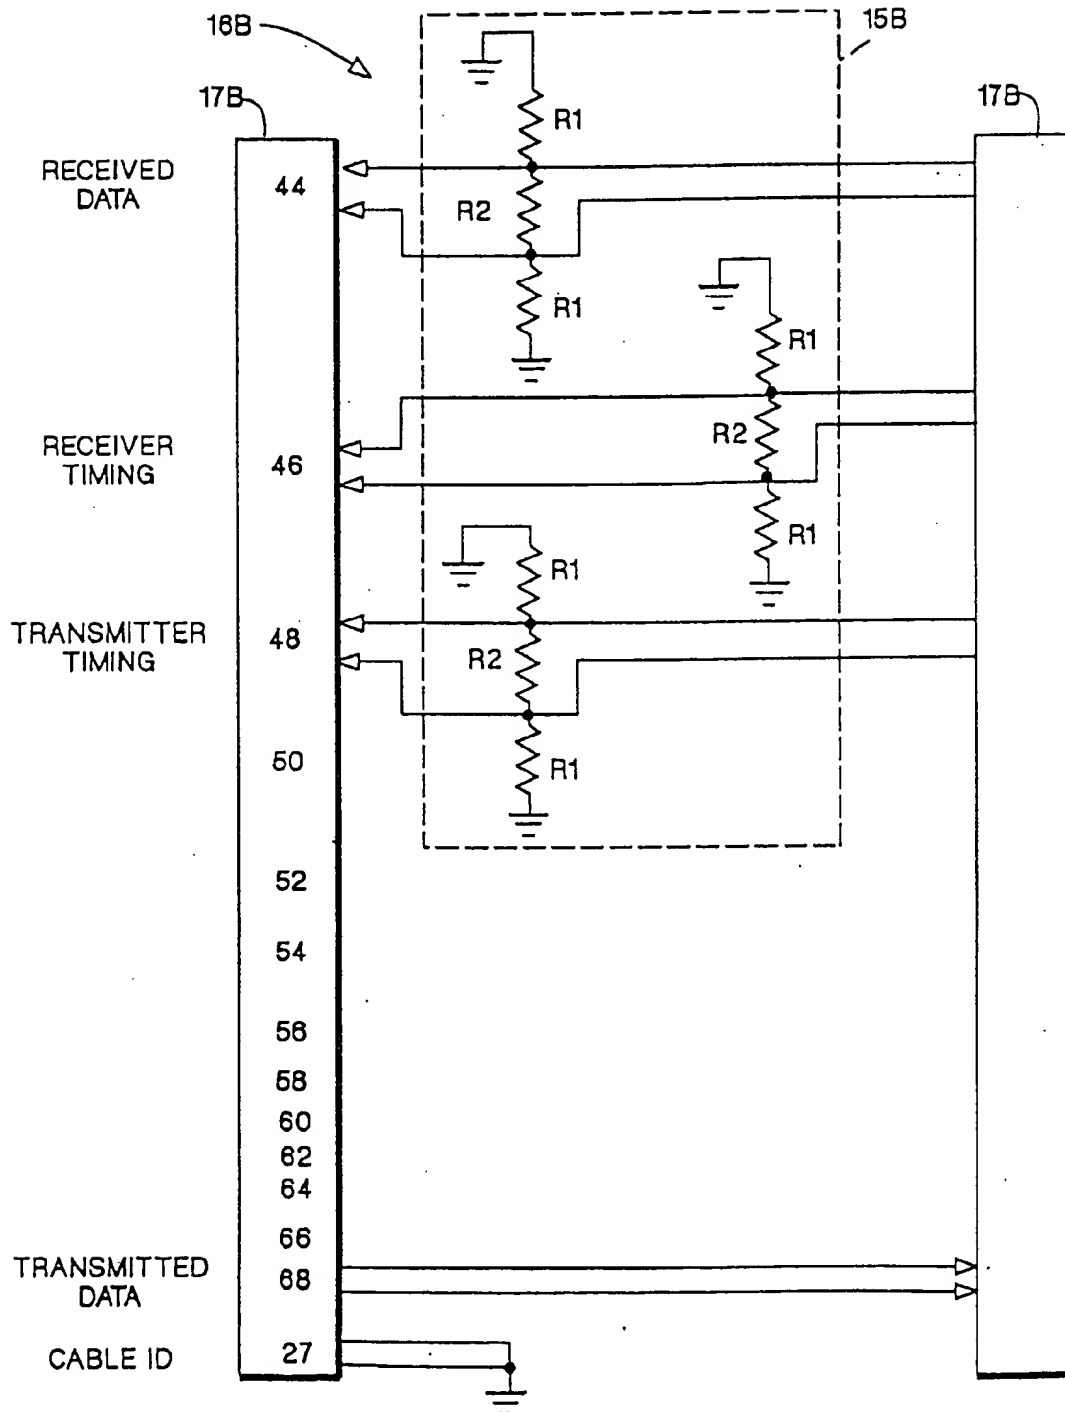 16B
15B
17B
17B
R1
RECEIVED
DATA
44
R2
R1
R1
RECEIVER
TIMING
46
R2
R1
R1
TRANSMITTER
TIMING
48
R2
50
R1
52
54
56
58
60
62
64
66
TRANSMITTED
DATA
68
CABLE ID
27